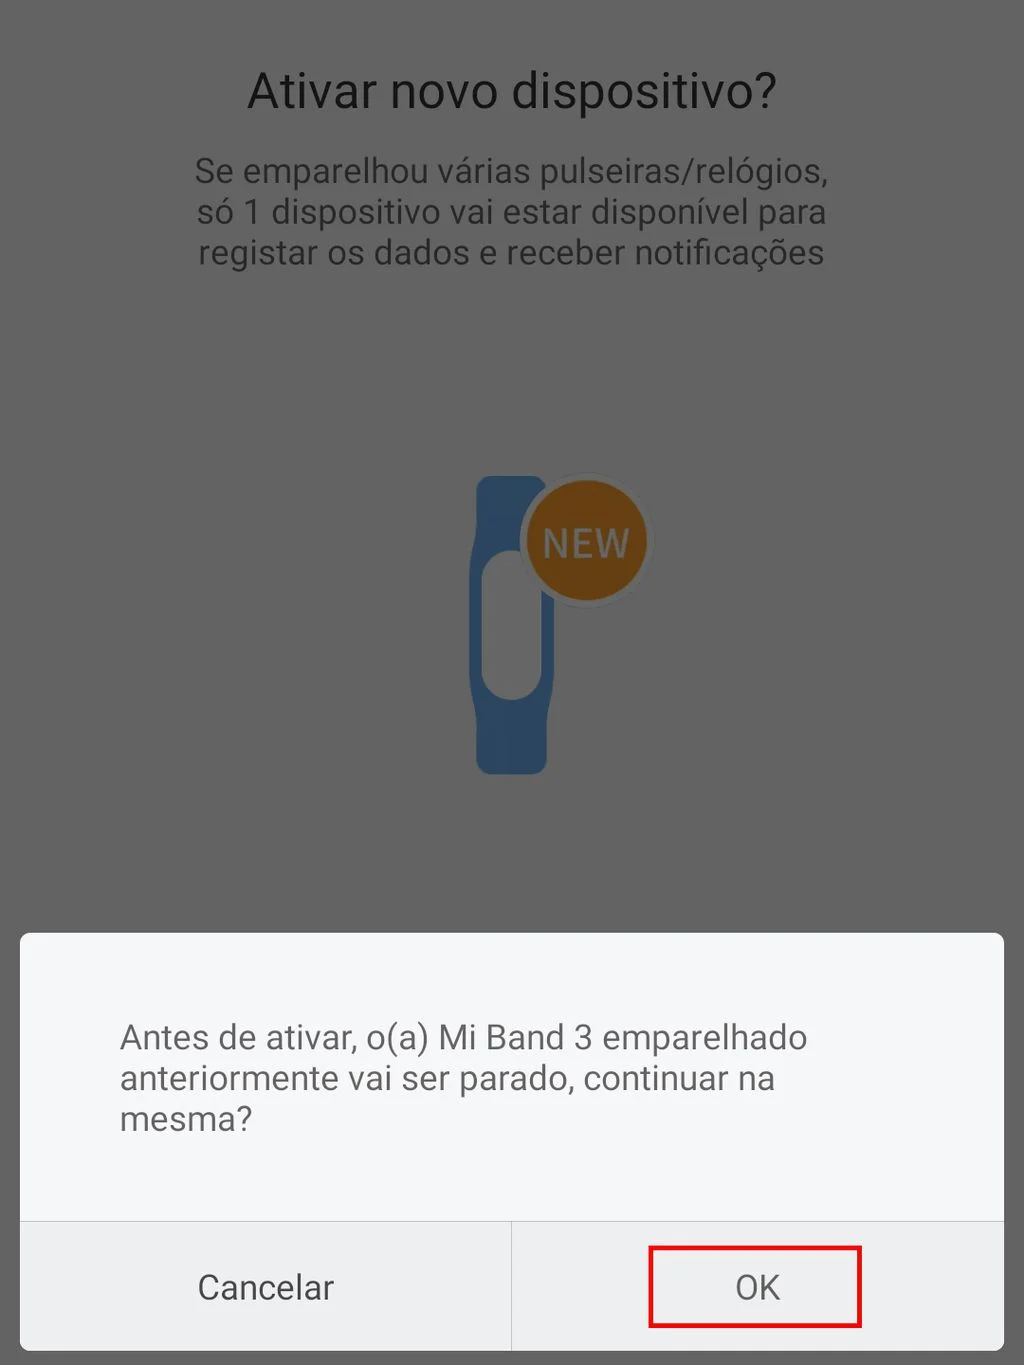 Ativar novo dispositivo?
Se emparelhou várias pulseiras/relógios,
só 1 dispositivo vai estar disponível para
registar os dados e receber notificações
NEW
Antes de ativar, o(a) Mi Band 3 emparelhado
anteriormente vai ser parado, continuar na
mesma?
Cancelar
OK